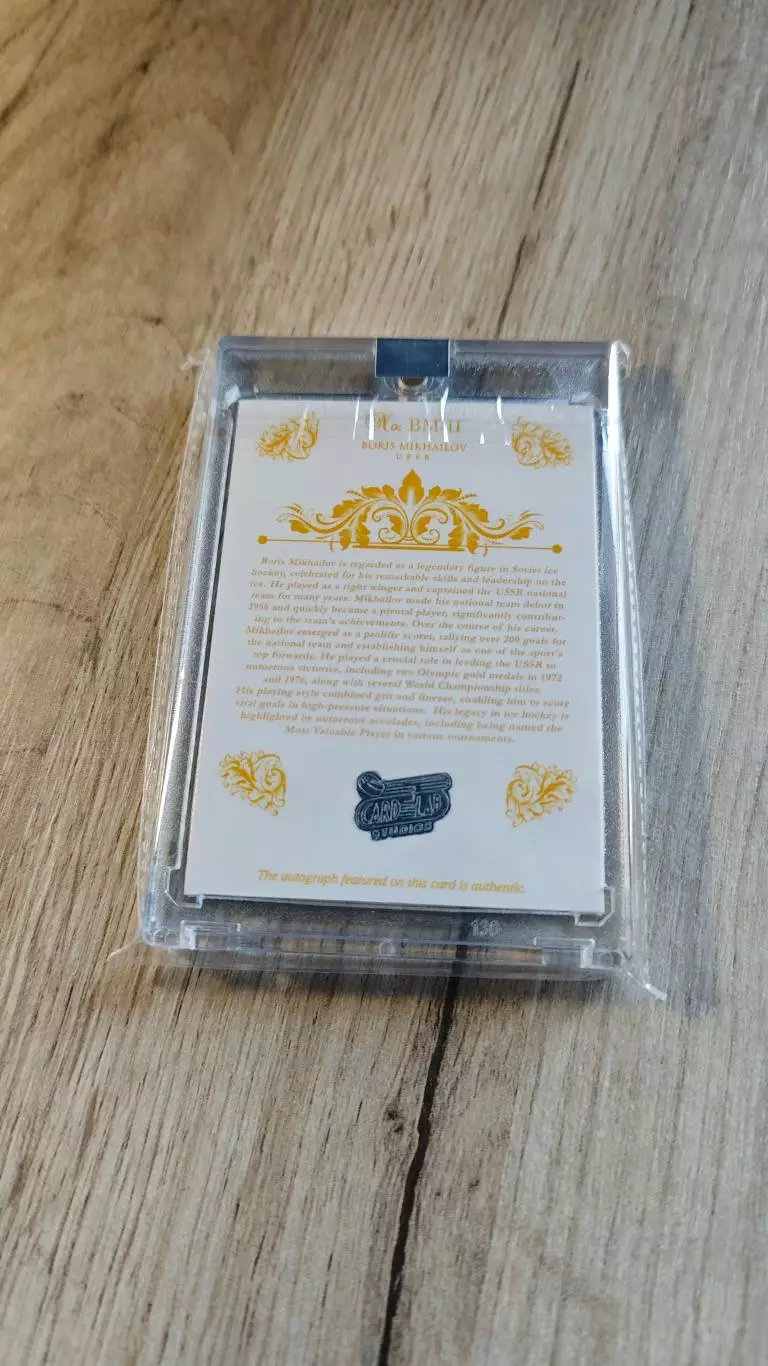 No. BM-II
BORIS MIKHAILOV
USSR
Boris Mikhailov is regarded as a legendary figure in Soviet ice
hockey, celebrated for his remarkable skills and leadership on the
ice. He played as a right winger and captained the USSR national
team for many years. Mikhailov made his national team debut in
1956 and quickly became a pivotal player, significantly contribut-
ing to the team's achievements. Over the course of his career,
Mikhailov emerged as a prolific scorer, tallying over 200 goals for
the national team and establishing himself as one of the sport's
top forwards. He played a crucial role in leading the USSR to
numerous victories, including two Olympic gold medals in 1972
and 1976, along with several World Championship titles.
His playing style combined grit and finesse, enabling him to score
vital goals in high-pressure situations. His legacy in ice hockey is
highlighted by numerous accolades, including being named the
Most Valuable Player in various tournaments.
CARD LAB
STUDIOS
The autograph featured on this card is authentic.
130